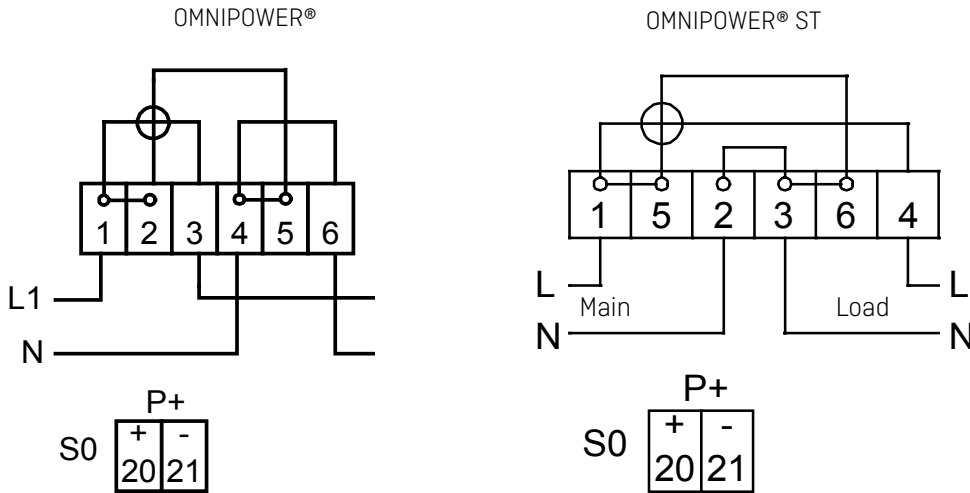 OMNIPOWER®
1 2 3 4 5 6
L1
N
P+
S0
+ -
20 21
OMNIPOWER® ST
1 5 2 3 6 4
L Main Load L
N N
P+
S0
+ -
20 21